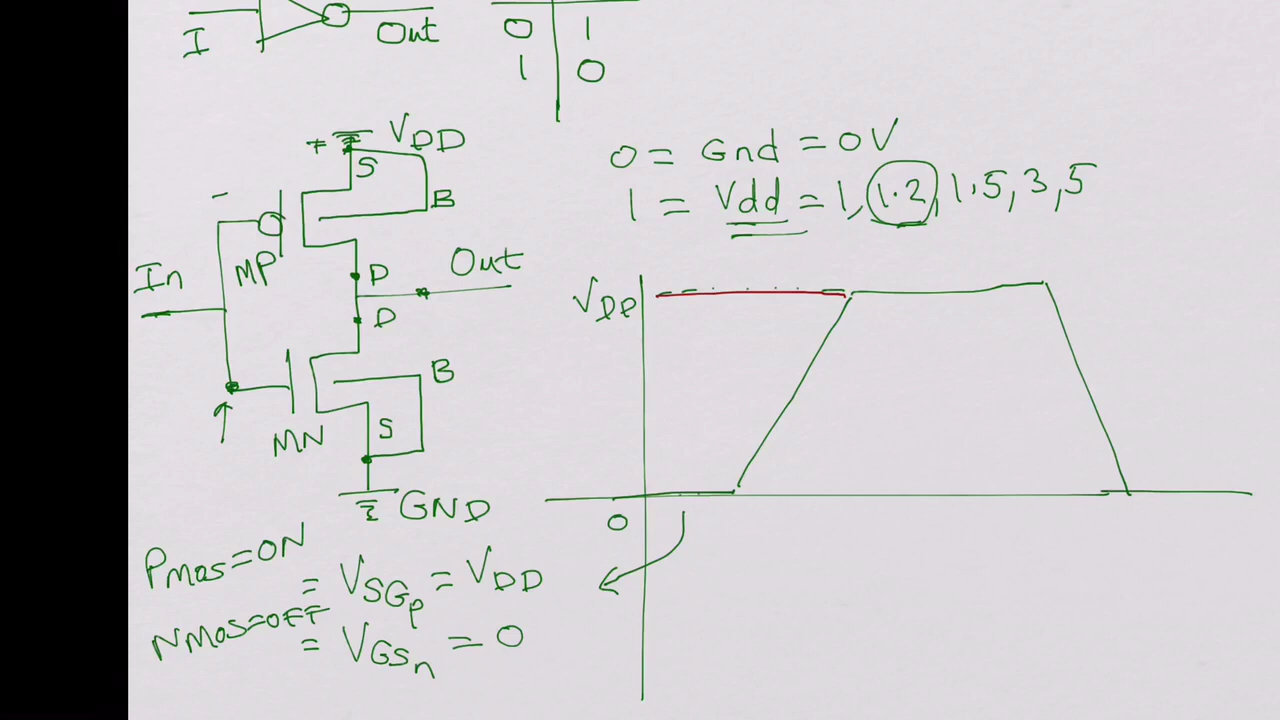 I Out
0 1
1 0
+ VDD
S
B
-
MP
In
D
Out
D
B
MN
S
GND
0 = Gnd = 0V
1 = Vdd = 1, 1.2, 1.5, 3, 5
VDD
0
PMOS=ON
= VSGp = VDD
NMOS=OFF
= VGSn = 0